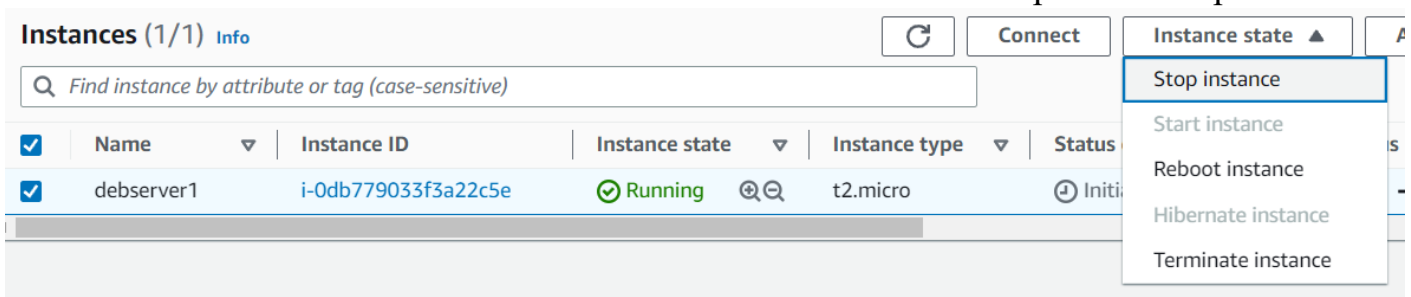 Instances (1/1) Info Connect Instance state
Find instance by attribute or tag (case-sensitive)
Stop instance
Start instance
Name Instance ID Instance state Instance type Status
Reboot instance
debserver1 i-0db779033f3a22c5e Running t2.micro Initi
Hibernate instance
Terminate instance